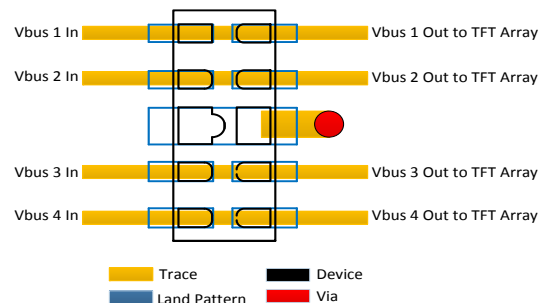 Vbus 1 In
Vbus 1 Out to TFT Array
Vbus 2 In
Vbus 2 Out to TFT Array
Vbus 3 In
Vbus 3 Out to TFT Array
Vbus 4 In
Vbus 4 Out to TFT Array
Trace
Device
Land Pattern
Via